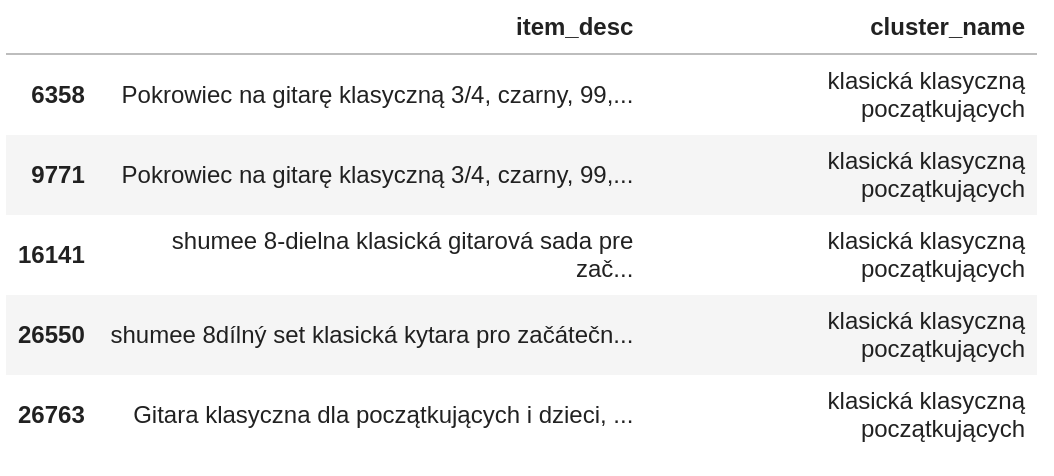 item_desc cluster_name
6358 Pokrowiec na gitarę klasyczną 3/4, czarny, 99,... klasická klasyczną
początkujących
9771 Pokrowiec na gitarę klasyczną 3/4, czarny, 99,... klasická klasyczną
początkujących
16141 shumee 8-dielna klasická gitarová sada pre
zač... klasická klasyczną
początkujących
26550 shumee 8dílný set klasická kytara pro začátečn... klasická klasyczną
początkujących
26763 Gitara klasyczna dla początkujących i dzieci, ... klasická klasyczną
początkujących